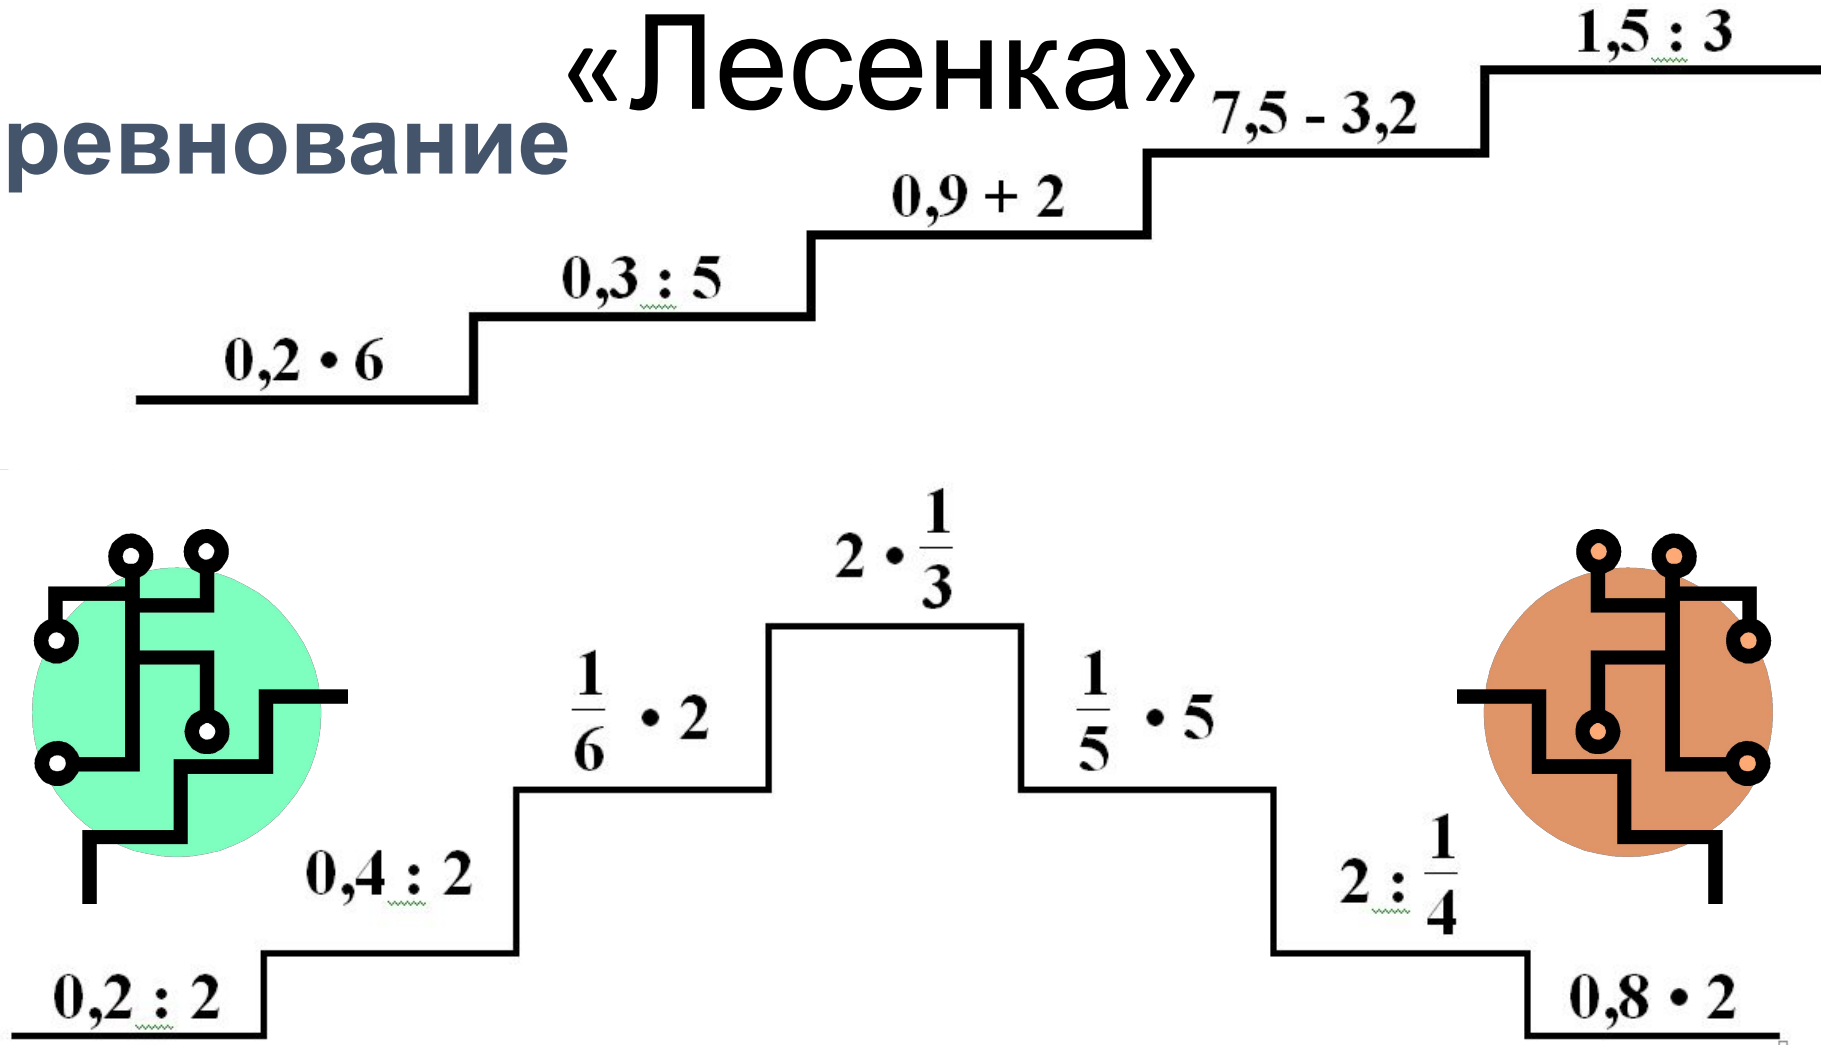 «Лесенка»
ревнование
1,5 : 3
7,5 - 3,2
0,9 + 2
0,3 : 5
0,2 • 6
2 • 1/3
1/6 • 2
1/5 • 5
0,4 : 2
2 : 1/4
0,2 : 2
0,8 • 2